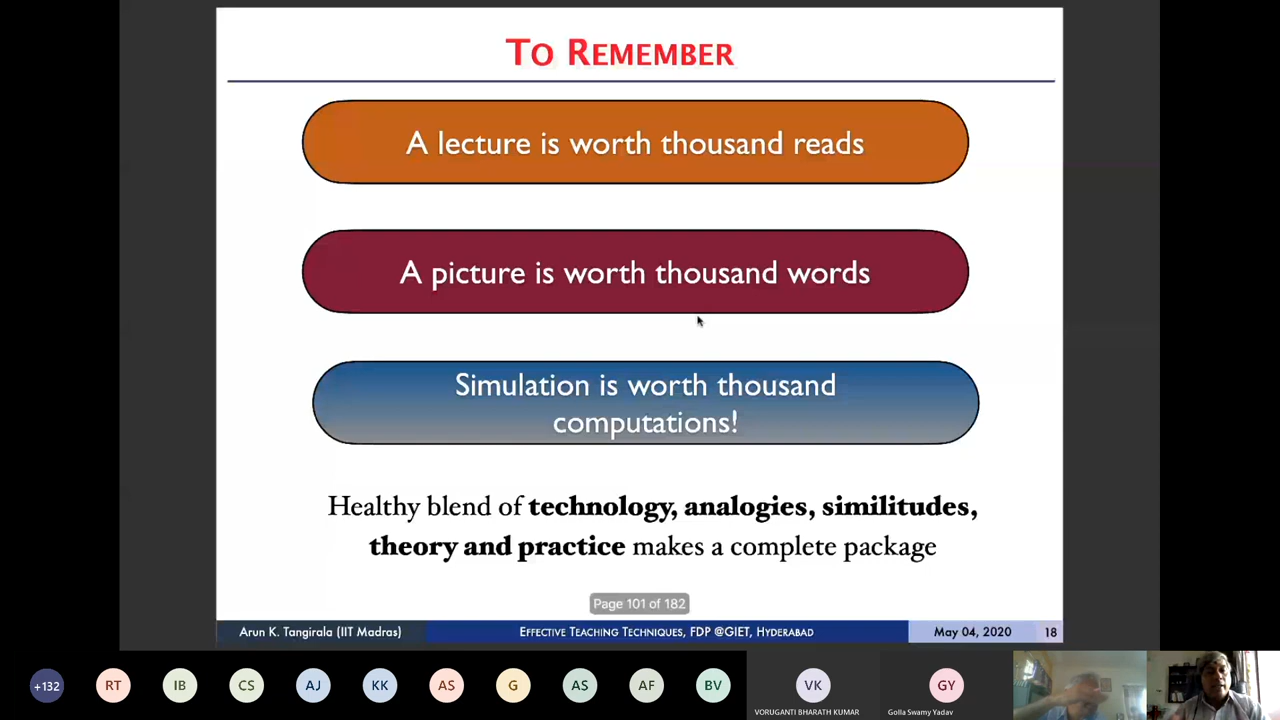 TO REMEMBER
A lecture is worth thousand reads
A picture is worth thousand words
Simulation is worth thousand
computations!
Healthy blend of technology, analogies, similitudes,
theory and practice makes a complete package
Page 101 of 182
Arun K. Tangirala (IIT Madras) EFFECTIVE TEACHING TECHNIQUES, FDP @GIET, HYDERABAD May 04, 2020 18
+132 RT IB CS AJ KK AS G AS AF BV VK GY
VORUGANTI BHARATH KUMAR Golla Swamy Yadav